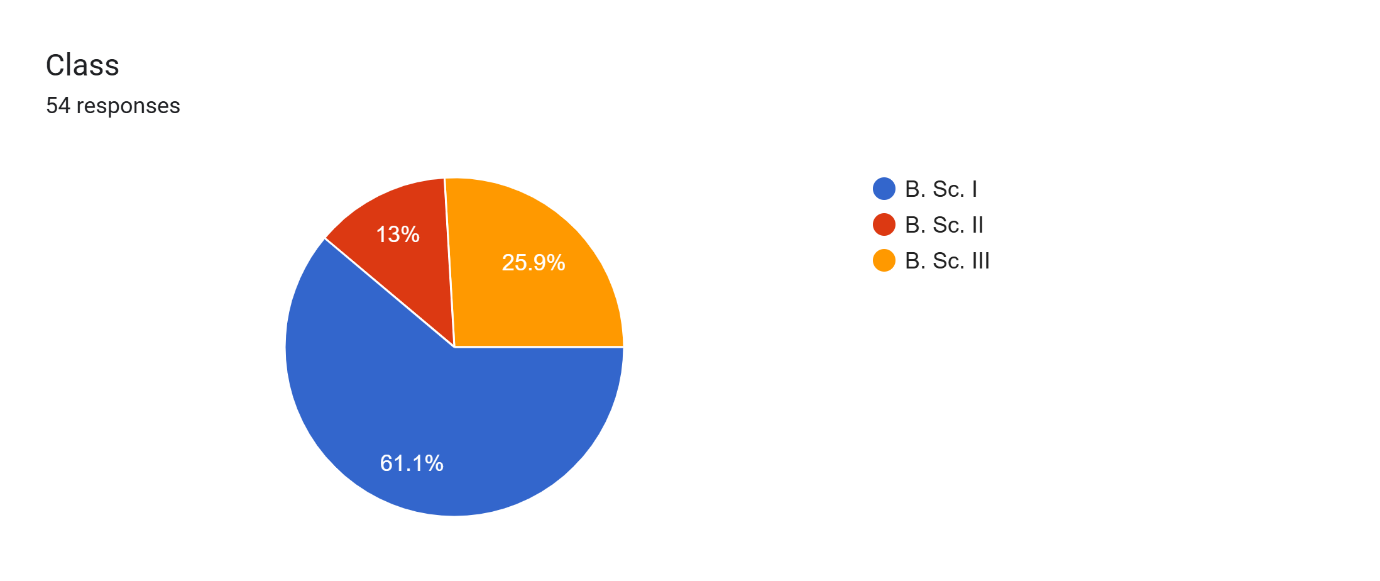 Class
54 responses
B. Sc. I
B. Sc. II
B. Sc. III
13%
25.9%
61.1%